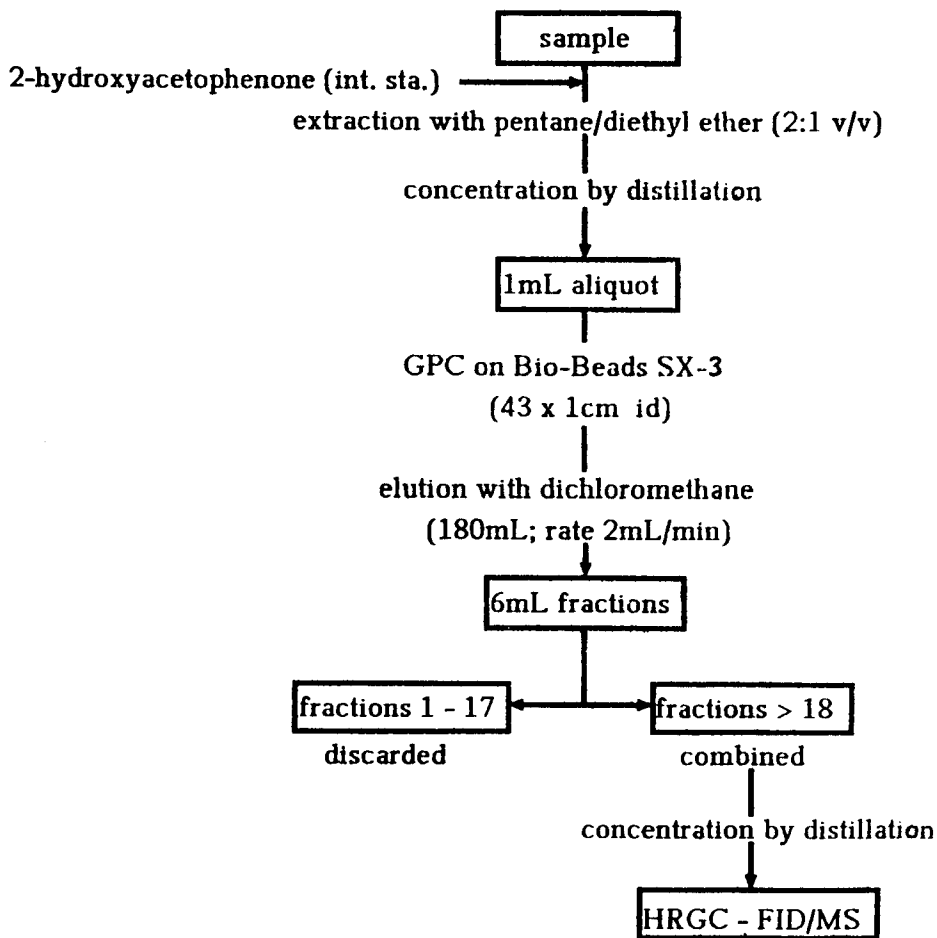 sample
2-hydroxyacetophenone (int. sta.)
extraction with pentane/diethyl ether (2:1 v/v)
concentration by distillation
1mL aliquot
GPC on Bio-Beads SX-3
(43 x 1cm id)
elution with dichloromethane
(180mL; rate 2mL/min)
6mL fractions
fractions 1 - 17
fractions > 18
discarded
combined
concentration by distillation
HRGC - FID/MS